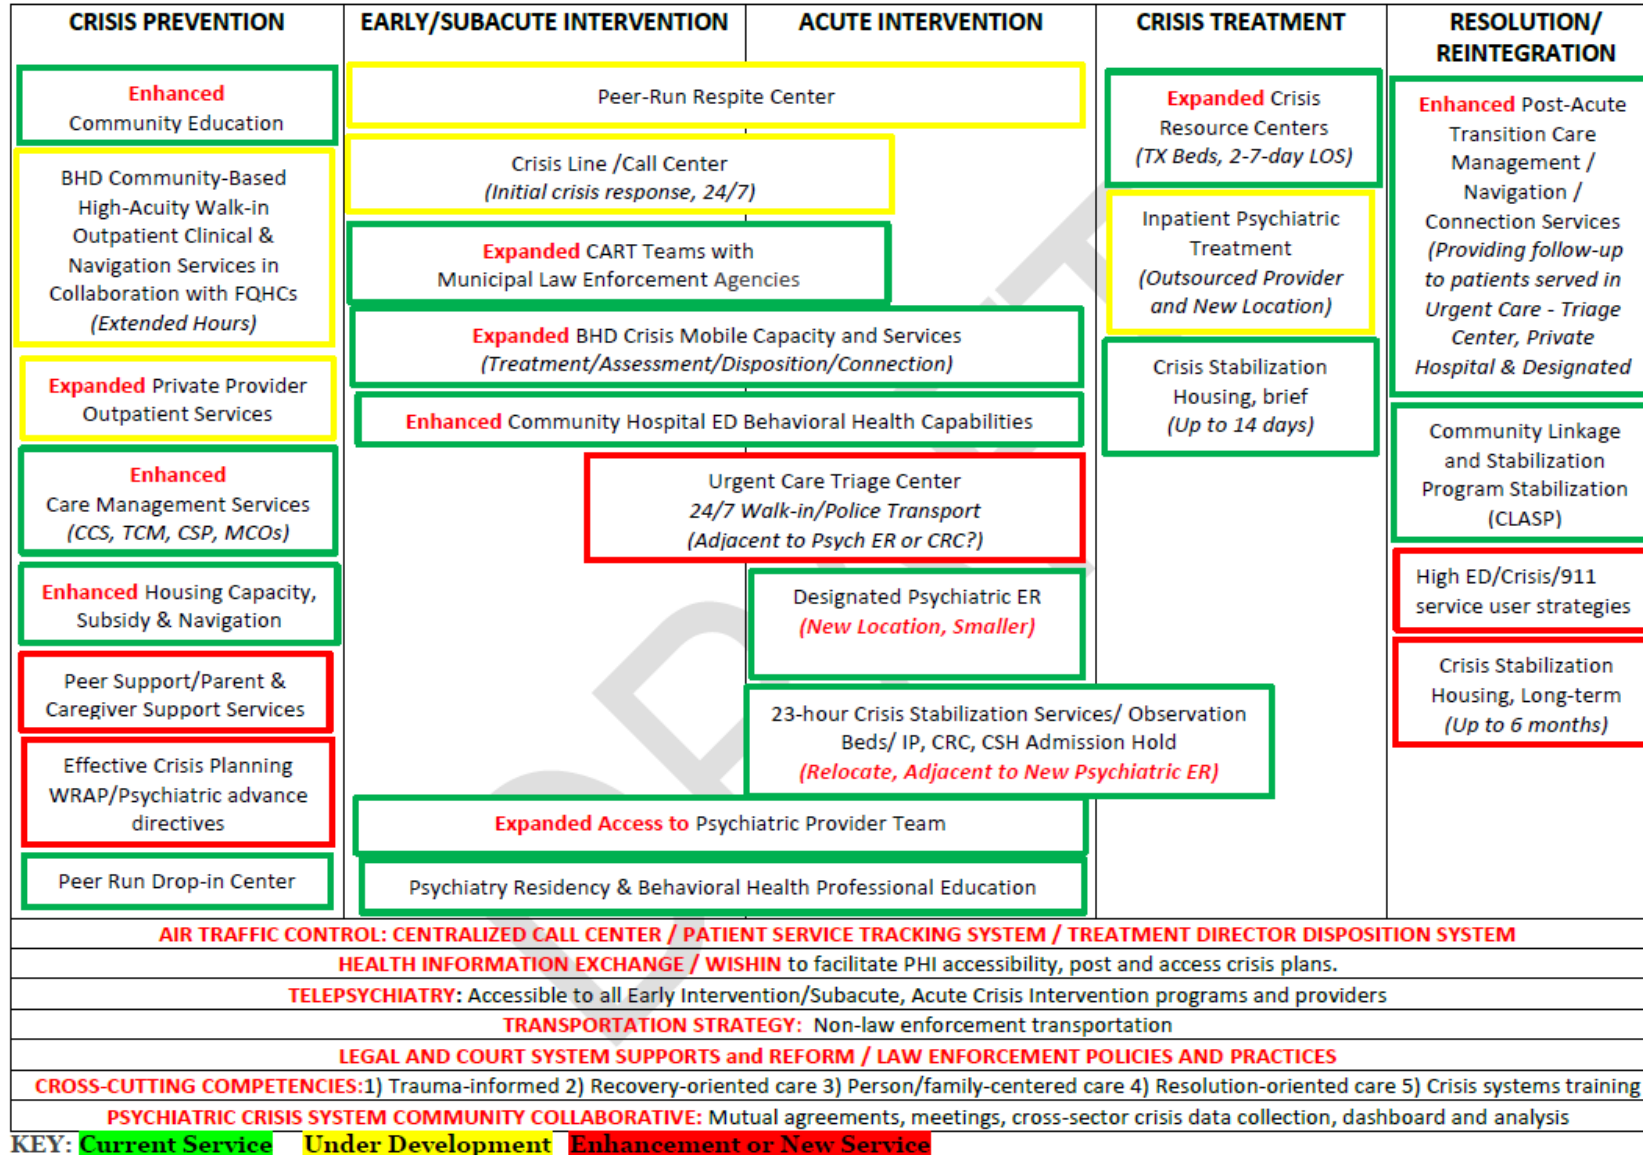 CRISIS PREVENTION
EARLY/SUBACUTE INTERVENTION
ACUTE INTERVENTION
CRISIS TREATMENT
RESOLUTION/
REINTEGRATION
Enhanced
Community Education
BHD Community-Based
High-Acuity Walk-in
Outpatient Clinical &
Navigation Services in
Collaboration with FQHCs
(Extended Hours)
Expanded Private Provider
Outpatient Services
Enhanced
Care Management Services
(CCS, TCM, CSP, MCOs)
Enhanced Housing Capacity,
Subsidy & Navigation
Peer Support/Parent &
Caregiver Support Services
Effective Crisis Planning
WRAP/Psychiatric advance
directives
Peer Run Drop-in Center
Peer-Run Respite Center
Crisis Line /Call Center
(Initial crisis response, 24/7)
Expanded CART Teams with
Municipal Law Enforcement Agencies
Expanded BHD Crisis Mobile Capacity and Services
(Treatment/Assessment/Disposition/Connection)
Enhanced Community Hospital ED Behavioral Health Capabilities
Urgent Care Triage Center
24/7 Walk-in/Police Transport
(Adjacent to Psych ER or CRC?)
Designated Psychiatric ER
(New Location, Smaller)
23-hour Crisis Stabilization Services/ Observation
Beds/ IP, CRC, CSH Admission Hold
(Relocate, Adjacent to New Psychiatric ER)
Expanded Access to Psychiatric Provider Team
Psychiatry Residency & Behavioral Health Professional Education
Expanded Crisis
Resource Centers
(TX Beds, 2-7-day LOS)
Inpatient Psychiatric
Treatment
(Outsourced Provider
and New Location)
Crisis Stabilization
Housing, brief
(Up to 14 days)
Enhanced Post-Acute
Transition Care
Management /
Navigation /
Connection Services
(Providing follow-up
to patients served in
Urgent Care - Triage
Center, Private
Hospital & Designated
Community Linkage
and Stabilization
Program Stabilization
(CLASP)
High ED/Crisis/911
service user strategies
Crisis Stabilization
Housing, Long-term
(Up to 6 months)
AIR TRAFFIC CONTROL: CENTRALIZED CALL CENTER / PATIENT SERVICE TRACKING SYSTEM / TREATMENT DIRECTOR DISPOSITION SYSTEM
HEALTH INFORMATION EXCHANGE / WISHIN to facilitate PHI accessibility, post and access crisis plans.
TELEPSYCHIATRY: Accessible to all Early Intervention/Subacute, Acute Crisis Intervention programs and providers
TRANSPORTATION STRATEGY: Non-law enforcement transportation
LEGAL AND COURT SYSTEM SUPPORTS and REFORM / LAW ENFORCEMENT POLICIES AND PRACTICES
CROSS-CUTTING COMPETENCIES:1) Trauma-informed 2) Recovery-oriented care 3) Person/family-centered care 4) Resolution-oriented care 5) Crisis systems training
PSYCHIATRIC CRISIS SYSTEM COMMUNITY COLLABORATIVE: Mutual agreements, meetings, cross-sector crisis data collection, dashboard and analysis
KEY: Current Service Under Development Enhancement or New Service
DRAFT